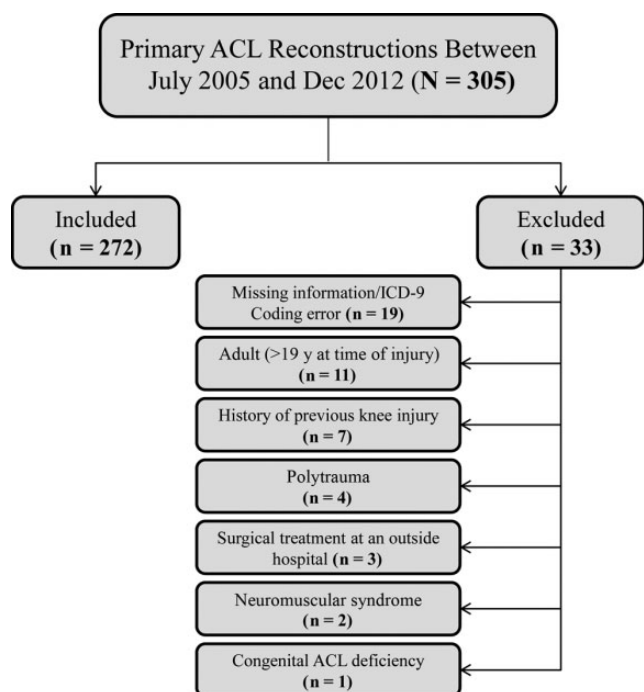 Primary ACL Reconstructions Between
July 2005 and Dec 2012 (N = 305)
Included
(n = 272)
Excluded
(n = 33)
Missing information/ICD-9
Coding error (n = 19)
Adult (>19 y at time of injury)
(n = 11)
History of previous knee injury
(n = 7)
Polytrauma
(n = 4)
Surgical treatment at an outside
hospital (n = 3)
Neuromuscular syndrome
(n = 2)
Congenital ACL deficiency
(n = 1)